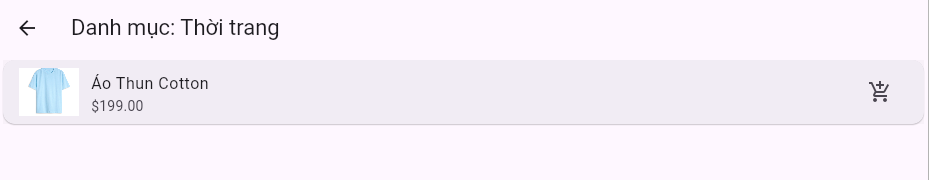 Danh mục: Thời trang
Áo Thun Cotton
$199.00